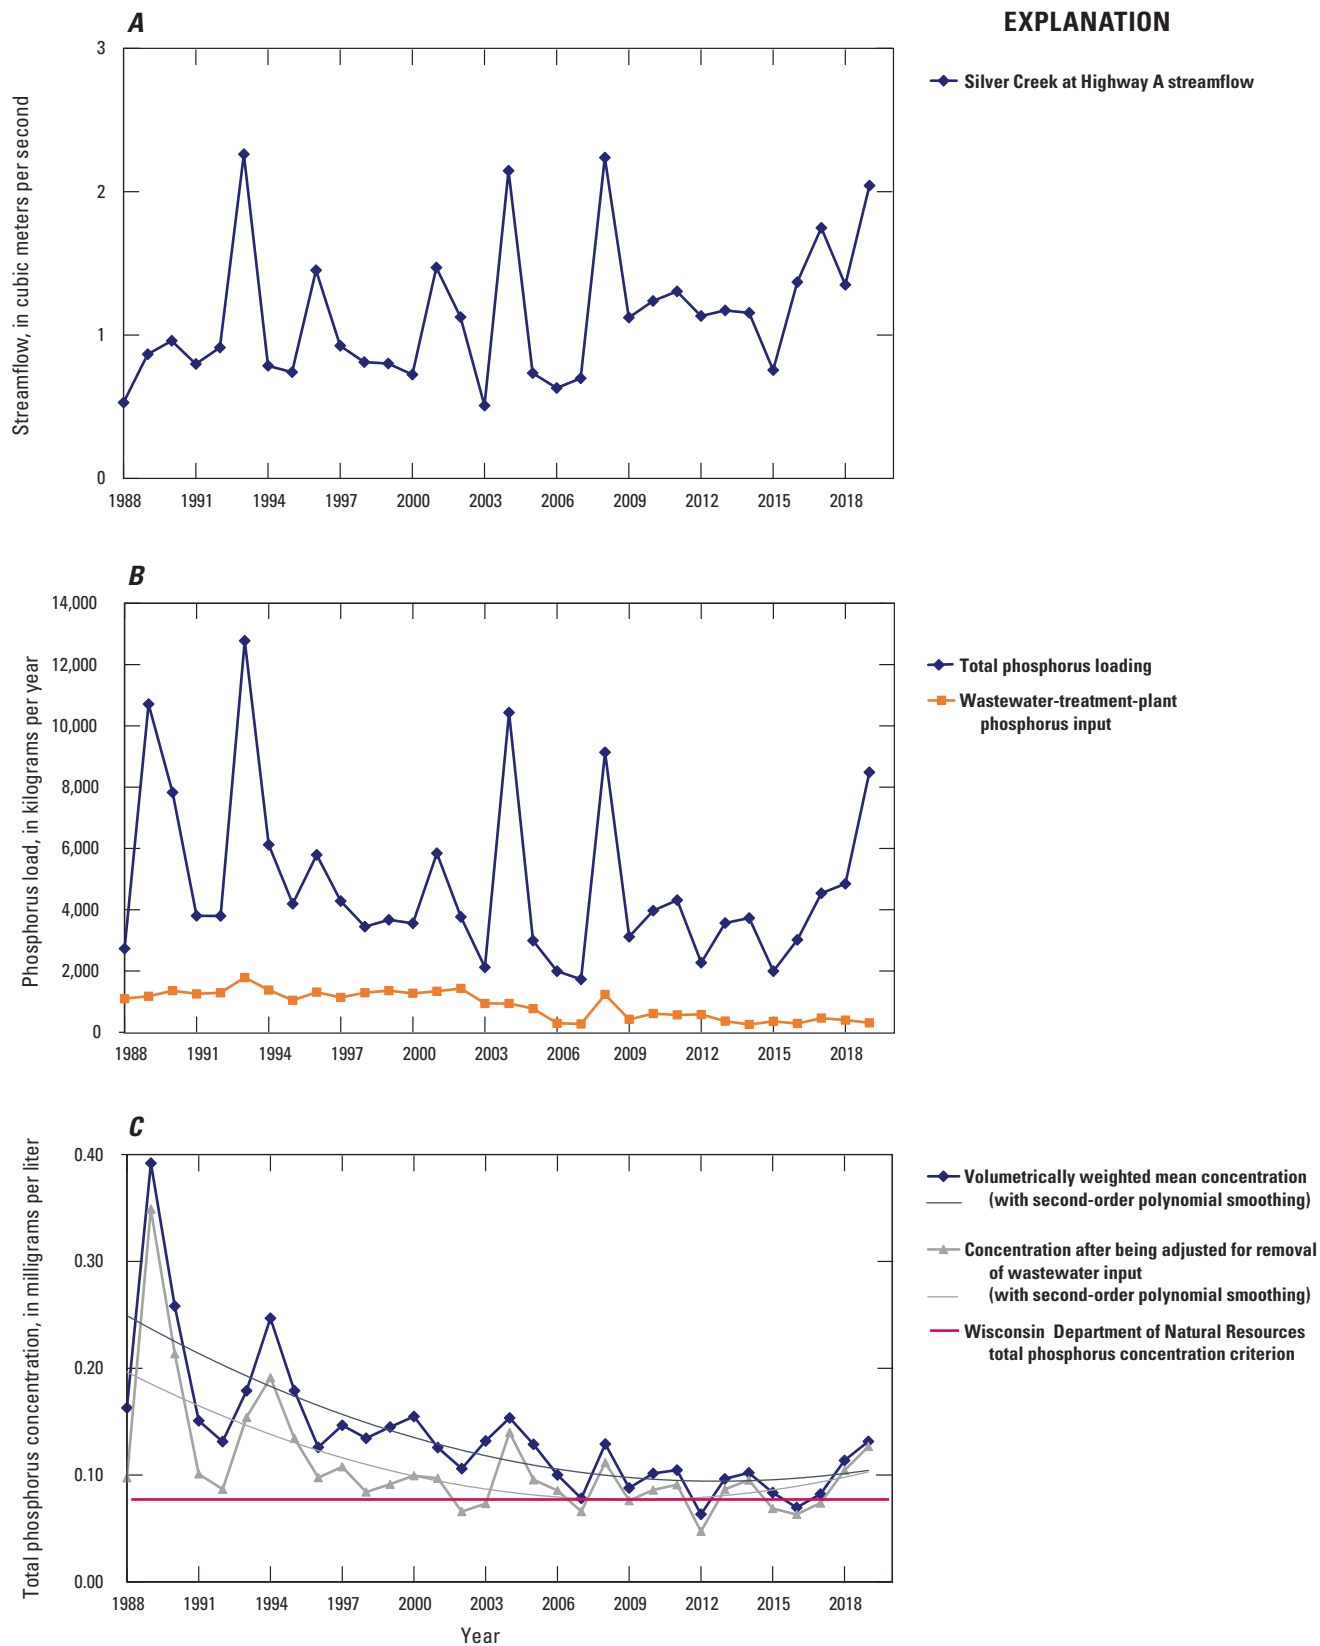 A
EXPLANATION
3
2
1
0
Streamflow, in cubic meters per second
Silver Creek at Highway A streamflow
1988 1991 1994 1997 2000 2003 2006 2009 2012 2015 2018
B
14,000
12,000
10,000
8,000
6,000
4,000
2,000
0
Phosphorus load, in kilograms per year
Total phosphorus loading
Wastewater-treatment-plant
phosphorus input
1988 1991 1994 1997 2000 2003 2006 2009 2012 2015 2018
C
0.40
0.30
0.20
0.10
0.00
Total phosphorus concentration, in milligrams per liter
Volumetrically weighted mean concentration
(with second-order polynomial smoothing)
Concentration after being adjusted for removal
of wastewater input
(with second-order polynomial smoothing)
Wisconsin Department of Natural Resources
total phosphorus concentration criterion
1988 1991 1994 1997 2000 2003 2006 2009 2012 2015 2018
Year